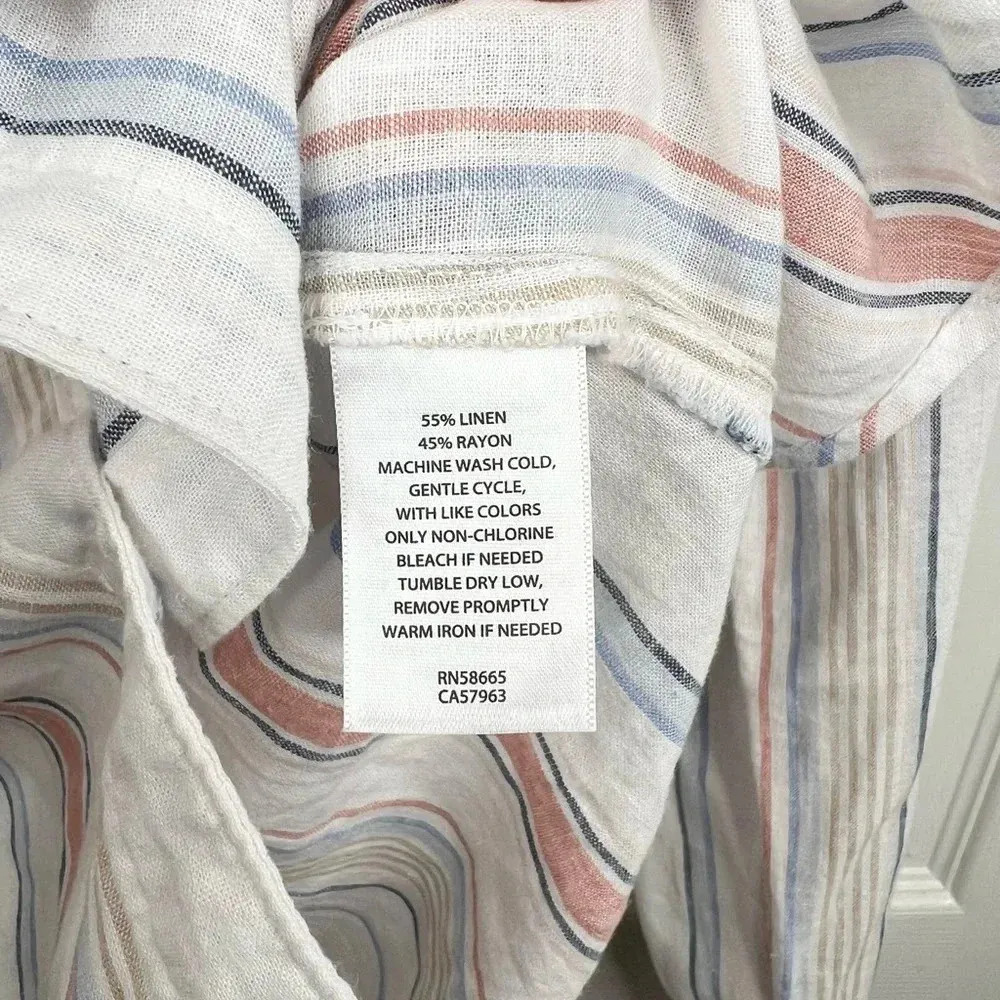 55% LINEN
45% RAYON
MACHINE WASH COLD,
GENTLE CYCLE,
WITH LIKE COLORS
ONLY NON-CHLORINE
BLEACH IF NEEDED
TUMBLE DRY LOW,
REMOVE PROMPTLY
WARM IRON IF NEEDED
RN58665
CA57963